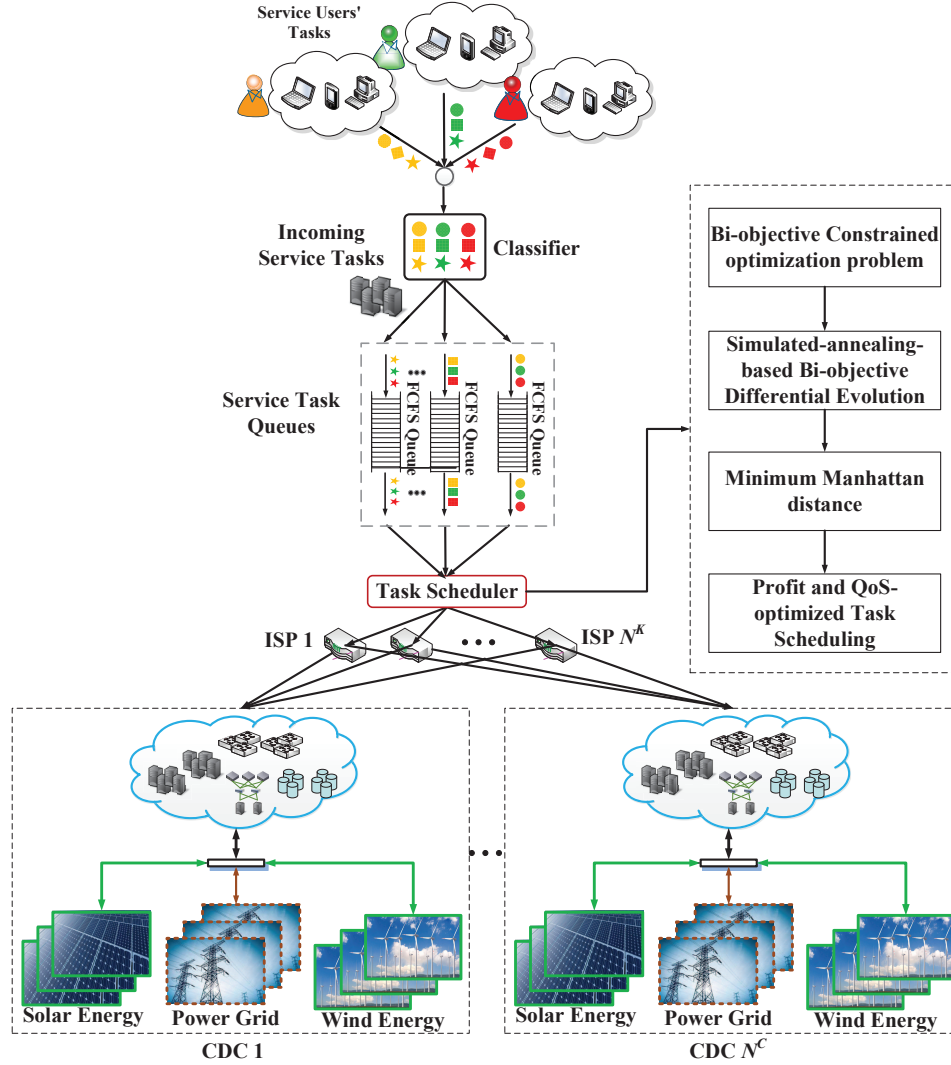 Service Users'
Tasks
Incoming
Service Tasks
Classifier
Service Task
Queues
FCFS Queue
FCFS Queue
FCFS Queue
Task Scheduler
ISP 1
ISP N^K
Bi-objective Constrained
optimization problem
Simulated-annealing-
based Bi-objective
Differential Evolution
Minimum Manhattan
distance
Profit and QoS-
optimized Task
Scheduling
Solar Energy
Power Grid
Wind Energy
CDC 1
Solar Energy
Power Grid
Wind Energy
CDC N^C